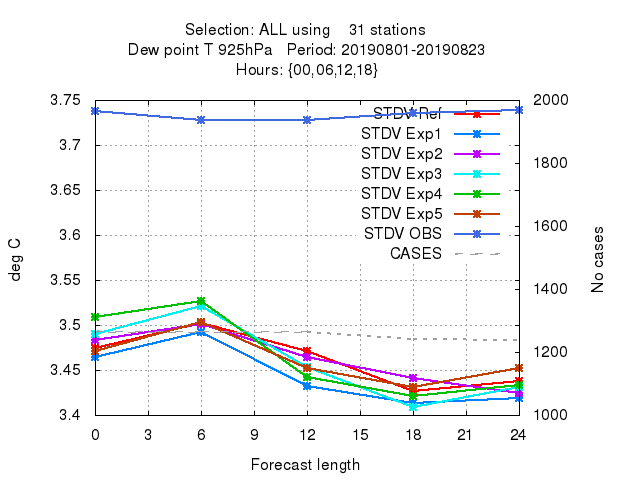 Selection: ALL using 31 stations
Dew point T 925hPa Period: 20190801-20190823
Hours: {00,06,12,18}
3.75
3.7
3.65
3.6
3.55
3.5
3.45
3.4
deg C
STDV Ref
STDV Exp1
STDV Exp2
STDV Exp3
STDV Exp4
STDV Exp5
STDV OBS
CASES
2000
1800
1600
1400
1200
1000
No cases
0 3 6 9 12 15 18 21 24
Forecast length